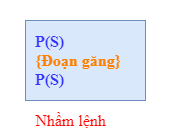 P(S)
{Đoạn găng}
P(S)
Nhầm lệnh